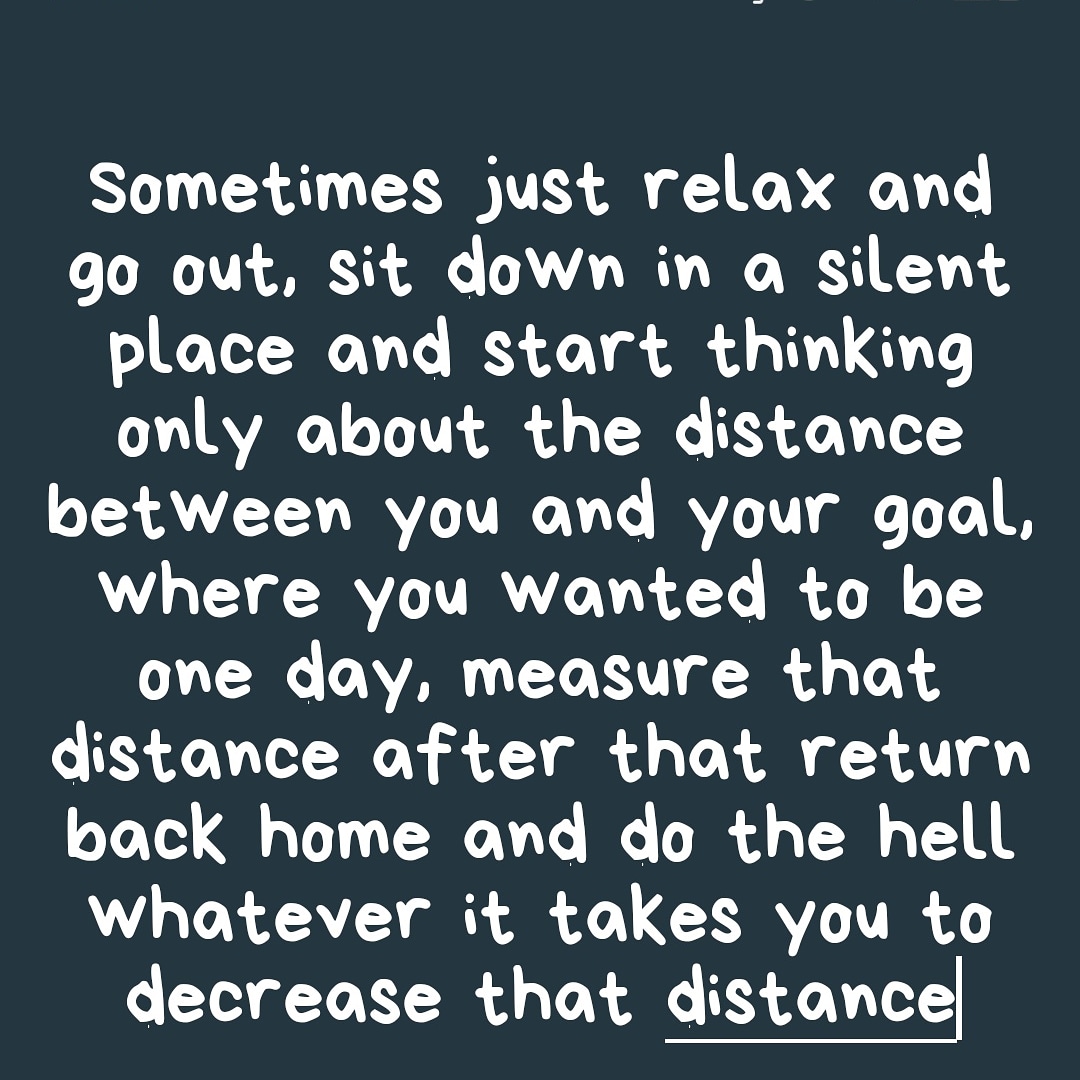 Sometimes just relax and
go out, sit down in a silent
place and start thinking
only about the distance
between you and your goal,
where you wanted to be
one day, measure that
distance after that return
back home and do the hell
whatever it takes you to
decrease that distance